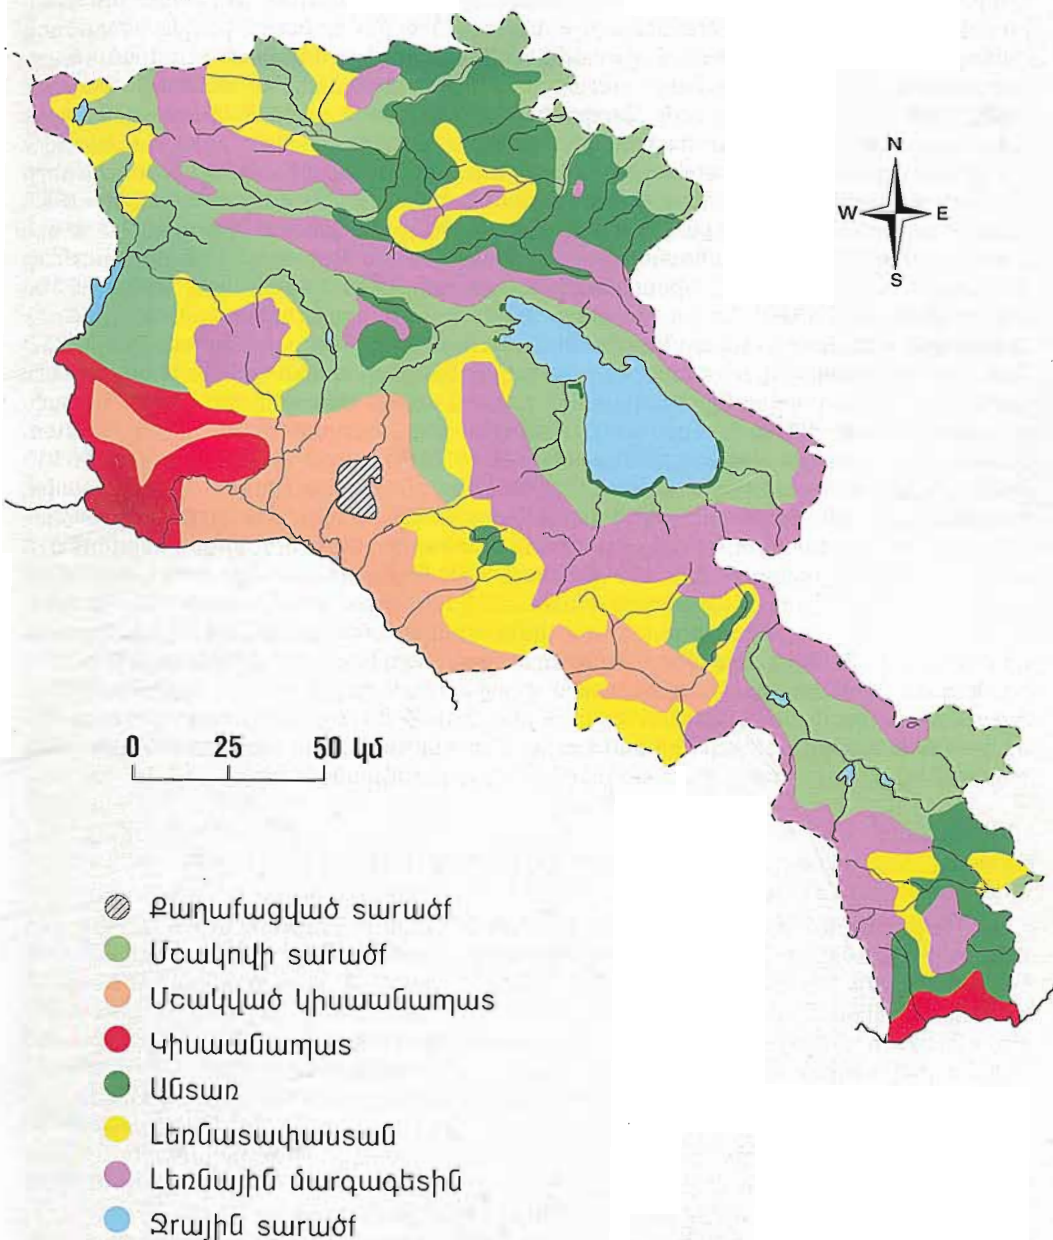 N
W E
S
0 25 50 կմ
Քաղաքացված տարածք
Մշակովի տարածք
Մշակված կիսաանապատ
Կիսաանապատ
Անտառ
Լեռնատափաստան
Լեռնային մարգագետին
Ջրային տարածք